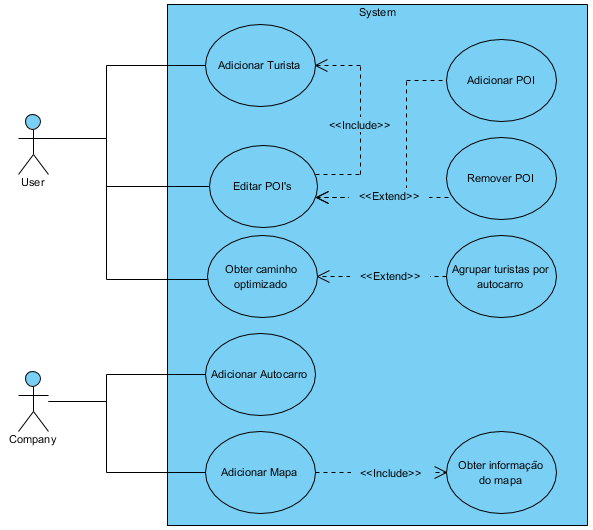 System
Adicionar Turista
Adicionar POI
<<Include>>
User
Editar POI's
<<Extend>>
Remover POI
Obter caminho
optimizado
<<Extend>>
Agrupar turistas por
autocarro
Company
Adicionar Autocarro
Adicionar Mapa
<<Include>>
Obter informação
do mapa